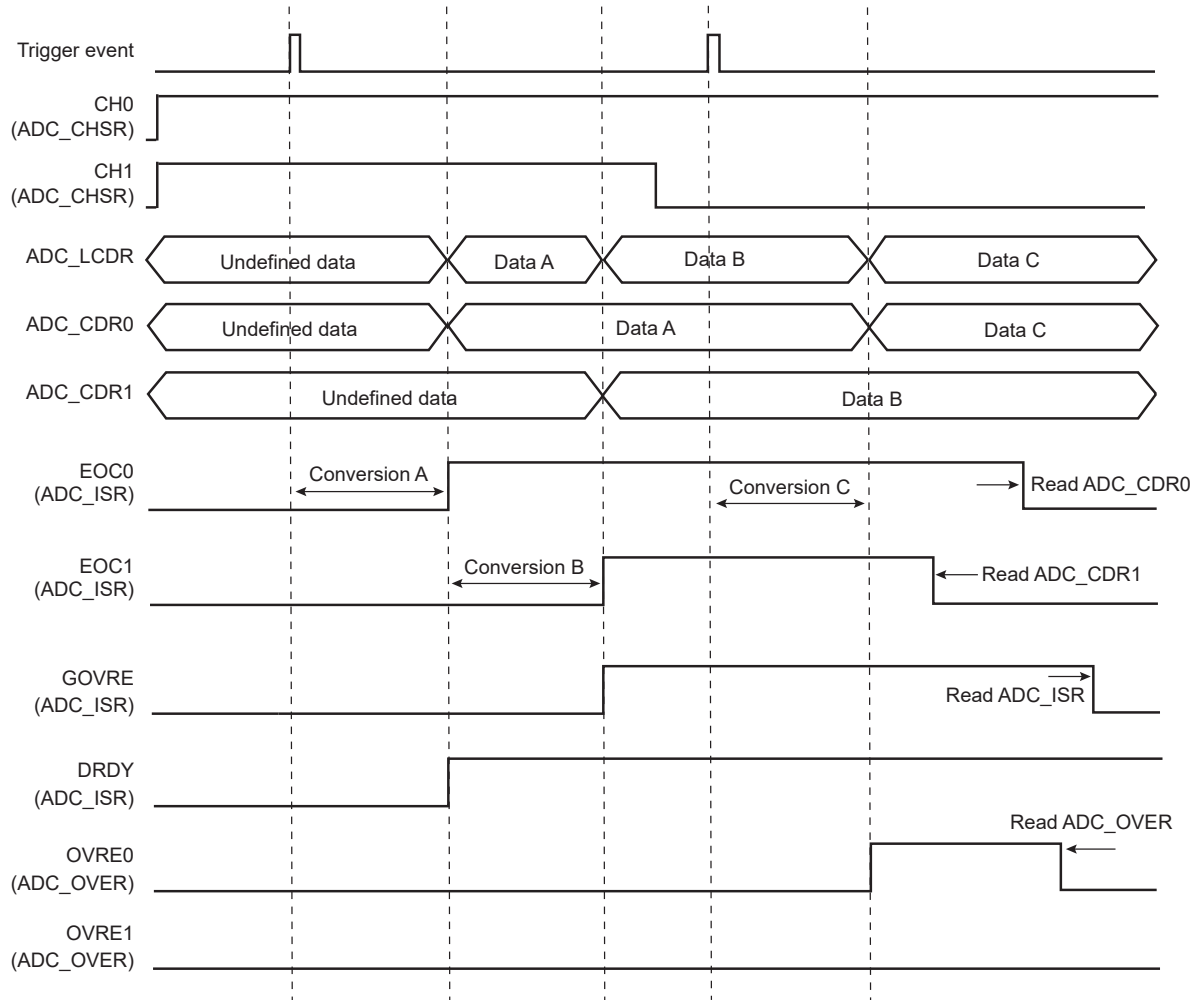 Trigger event
CH0
(ADC_CHSR)
CH1
(ADC_CHSR)
ADC_LCDR
Undefined data
Data A
Data B
Data C
ADC_CDR0
Undefined data
Data A
Data C
ADC_CDR1
Undefined data
Data B
EOC0
(ADC_ISR)
Conversion A
Conversion C
Read ADC_CDR0
EOC1
(ADC_ISR)
Conversion B
Read ADC_CDR1
GOVRE
(ADC_ISR)
Read ADC_ISR
DRDY
(ADC_ISR)
Read ADC_OVER
OVRE0
(ADC_OVER)
OVRE1
(ADC_OVER)